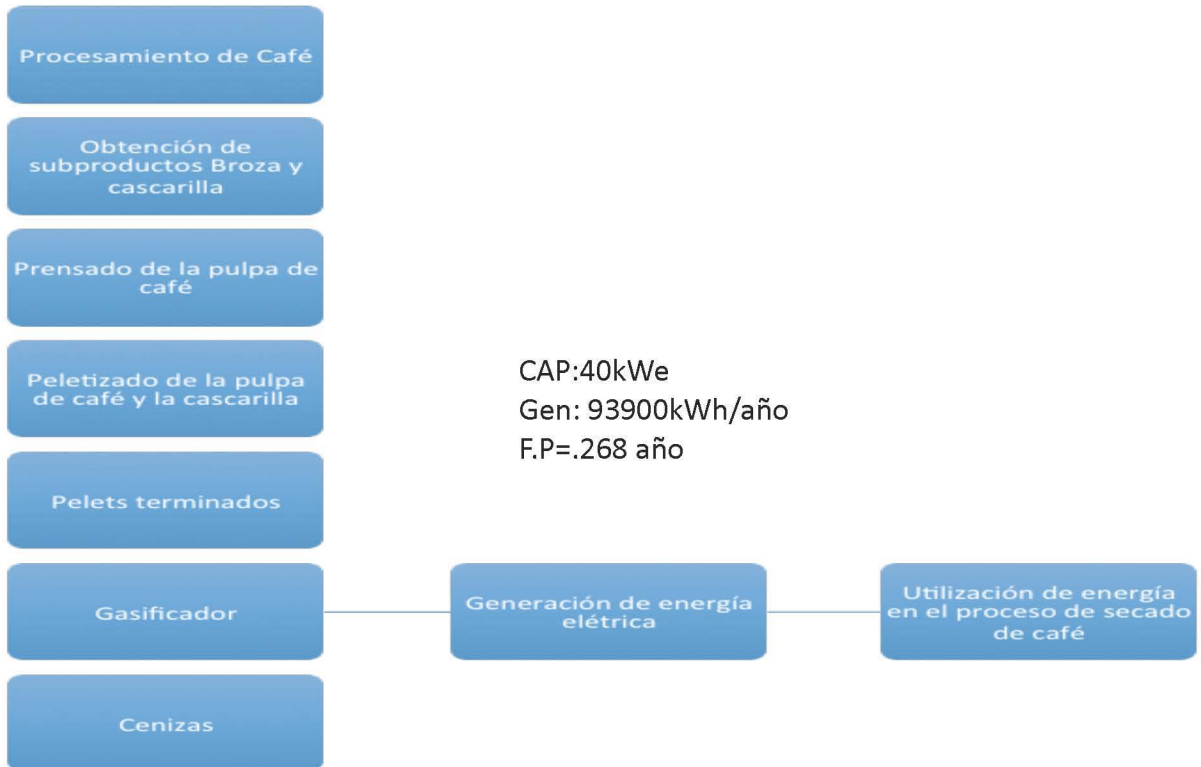 Procesamiento de Café
Obtención de
subproductos Broza y
cascarilla
Prensado de la pulpa de
café
Peletizado de la pulpa
de café y la cascarilla
CAP:40kWe
Gen: 93900kWh/año
F.P=.268 año
Pelets terminados
Gasificador
Generación de energía
elétrica
Utilización de energía
en el proceso de secado
de café
Cenizas